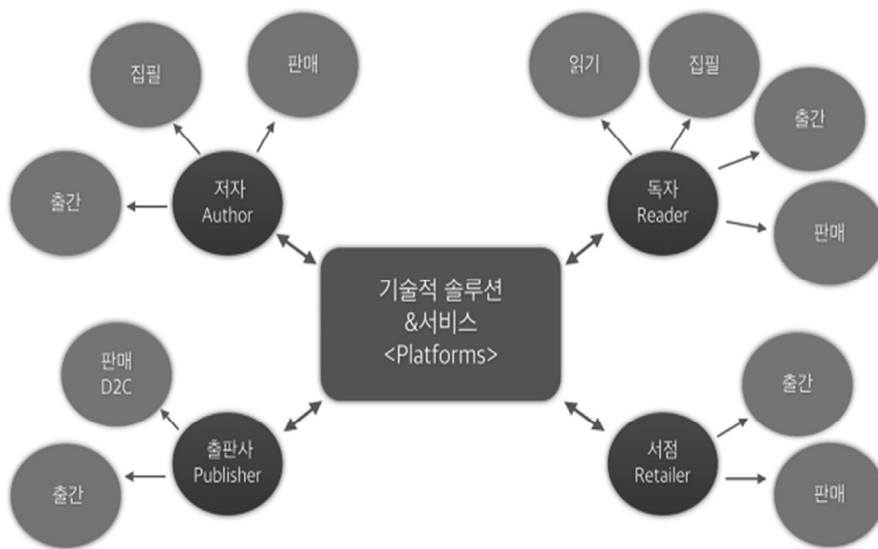 집필
판매
출간
저자
Author
읽기
집필
출간
판매
독자
Reader
기술적 솔루션
&서비스
<Platforms>
판매
D2C
출간
출판사
Publisher
출간
판매
서점
Retailer